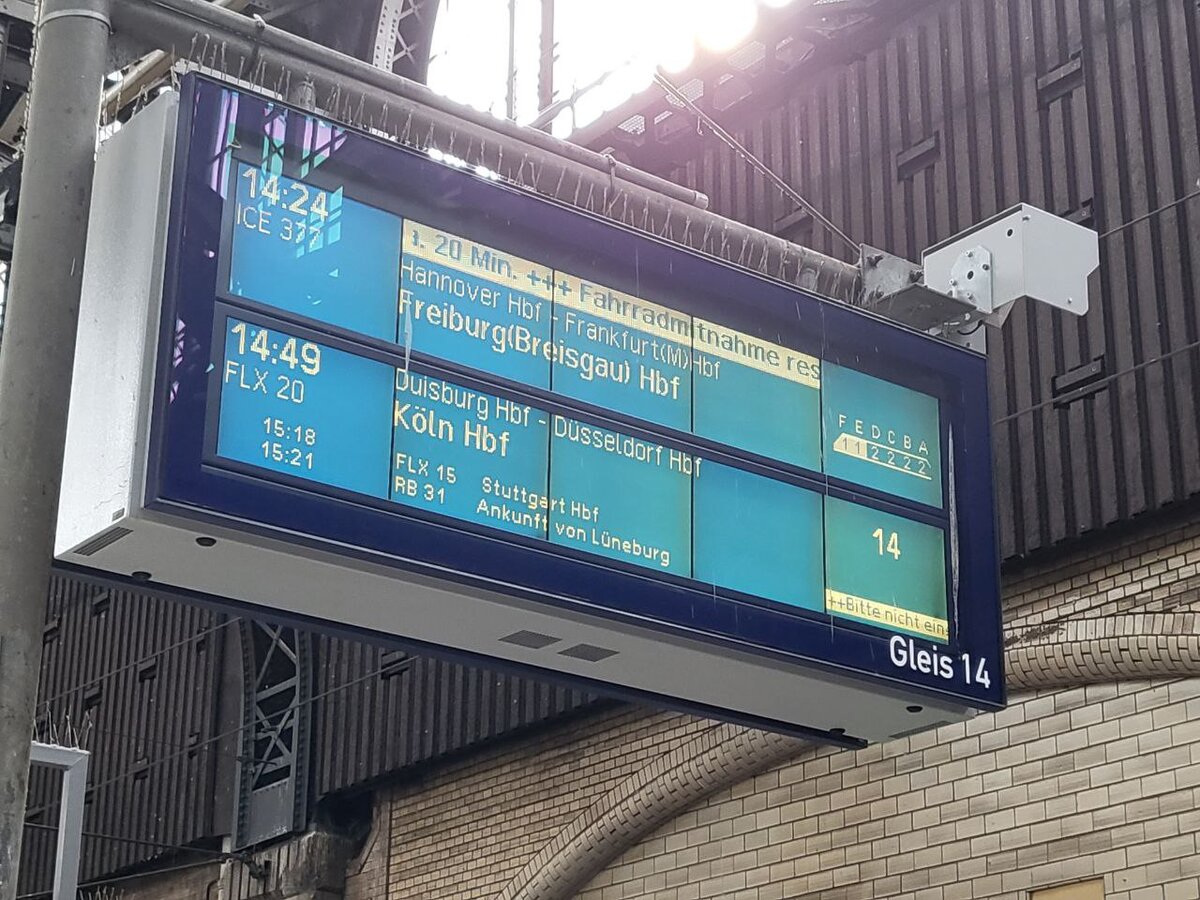 14:24
ICE 377
. 20 Min. +++ Fahrradmitnahme res
Hannover Hbf - Frankfurt(M)Hbf
Freiburg(Breisgau) Hbf
F E D C B A
1 1 2 2 2 2
14:49
FLX 20
Duisburg Hbf - Düsseldorf Hbf
Köln Hbf
15:18 FLX 15 Stuttgart Hbf
15:21 RB 31 Ankunft von Lüneburg
14
++Bitte nicht ein
Gleis 14